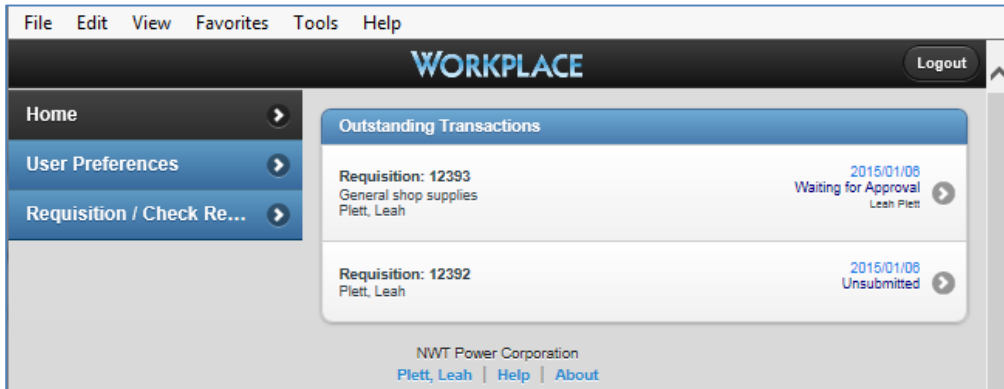 File Edit View Favorites Tools Help
WORKPLACE
Logout
Home
User Preferences
Requisition / Check Re...
Outstanding Transactions
Requisition: 12393
General shop supplies
Plett, Leah
2015/01/06
Waiting for Approval
Leah Plett
Requisition: 12392
Plett, Leah
2015/01/06
Unsubmitted
NWT Power Corporation
Plett, Leah | Help | About